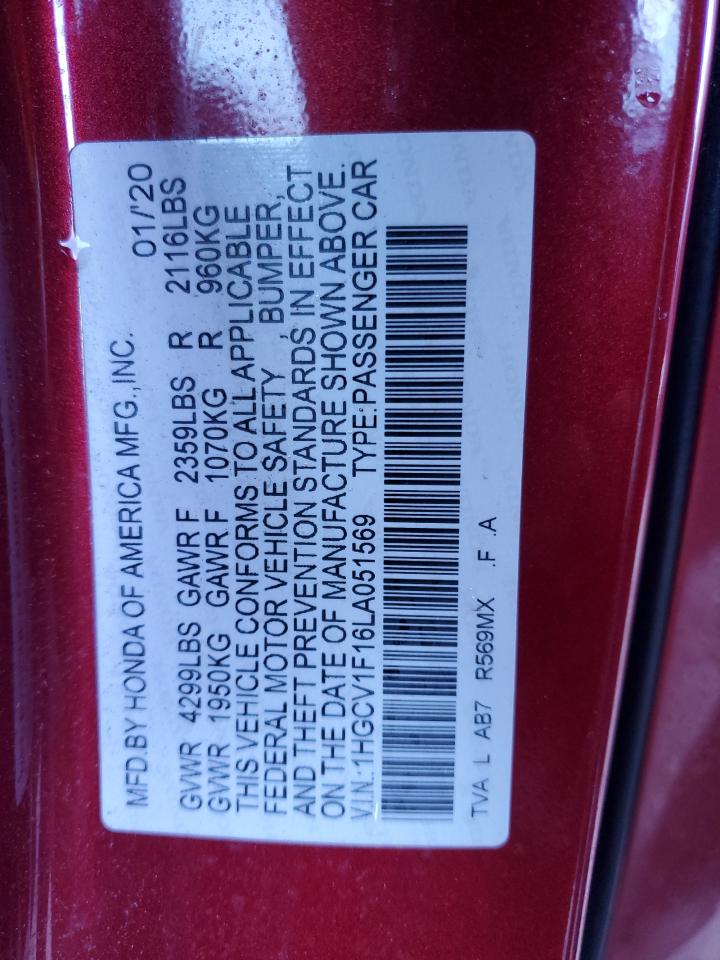 MFD.BY HONDA OF AMERICA MFG.,INC. 01/'20
GVWR 4299LBS GAWR F 2359LBS R 2116LBS
GVWR 1950KG GAWR F 1070KG R 960KG
THIS VEHICLE CONFORMS TO ALL APPLICABLE
FEDERAL MOTOR VEHICLE SAFETY , BUMPER,
AND THEFT PREVENTION STANDARDS IN EFFECT
ON THE DATE OF MANUFACTURE SHOWN ABOVE.
V.I.N.:1HGCV1F16LA051569 TYPE:PASSENGER CAR
TVA L AB7 R569MX .F .A